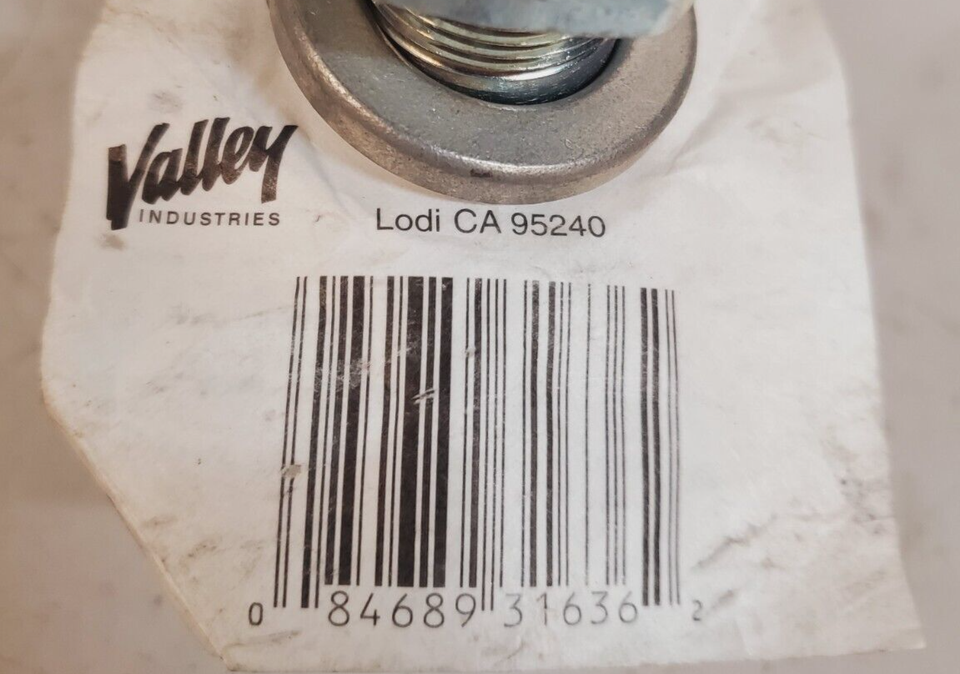 Valley
INDUSTRIES
Lodi CA 95240
0 84689 31636 2